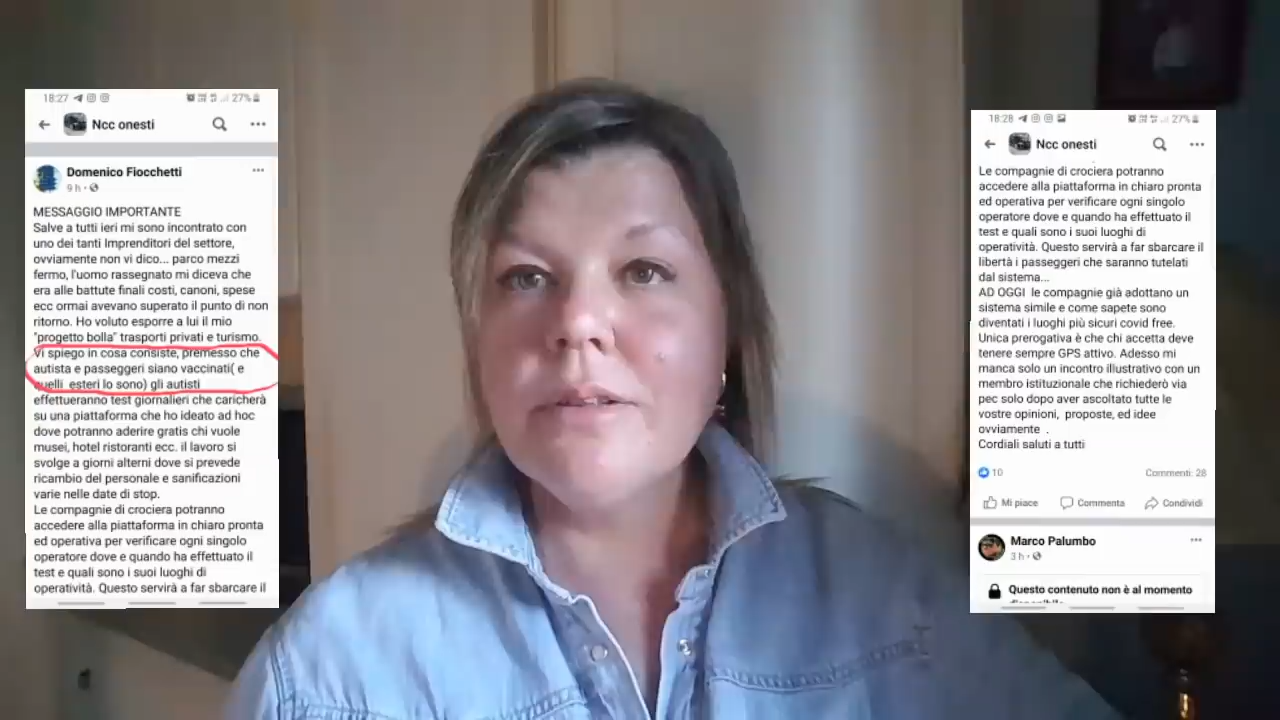 18:27
27%
Ncc onesti
Domenico Fiocchetti
9 h
MESSAGGIO IMPORTANTE
Salve a tutti ieri mi sono incontrato con
uno dei tanti Imprenditori del settore,
ovviamente non vi dico... parco mezzi
fermo, l'uomo rassegnato mi diceva che
era alle battute finali costi, canoni, spese
ecc ormai avevano superato il punto di non
ritorno. Ho voluto esporre a lui il mio
"progetto bolla" trasporti privati e turismo.
Vi spiego in cosa consiste, premesso che
autista e passeggeri siano vaccinati( e
quelli esteri lo sono) gli autisti
effettueranno test giornalieri che caricherà
su una piattaforma che ho ideato ad hoc
dove potranno aderire gratis chi vuole
musei, hotel ristoranti ecc. il lavoro si
svolge a giorni alterni dove si prevede
ricambio del personale e sanificazioni
varie nelle date di stop.
Le compagnie di crociera potranno
accedere alla piattaforma in chiaro pronta
ed operativa per verificare ogni singolo
operatore dove e quando ha effettuato il
test e quali sono i suoi luoghi di
operatività. Questo servirà a far sbarcare il
18:28
27%
Ncc onesti
Le compagnie di crociera potranno
accedere alla piattaforma in chiaro pronta
ed operativa per verificare ogni singolo
operatore dove e quando ha effettuato il
test e quali sono i suoi luoghi di
operatività. Questo servirà a far sbarcare il
libertà i passeggeri che saranno tutelati
dal sistema...
AD OGGI le compagnie già adottano un
sistema simile e come sapete sono
diventati i luoghi più sicuri covid free.
Unica prerogativa è che chi accetta deve
tenere sempre GPS attivo. Adesso mi
manca solo un incontro illustrativo con un
membro istituzionale che richiederò via
pec solo dopo aver ascoltato tutte le
vostre opinioni, proposte, ed idee
ovviamente .
Cordiali saluti a tutti
10
Commenti: 28
Mi piace
Commenta
Condividi
Marco Palumbo
3 h
Questo contenuto non è al momento